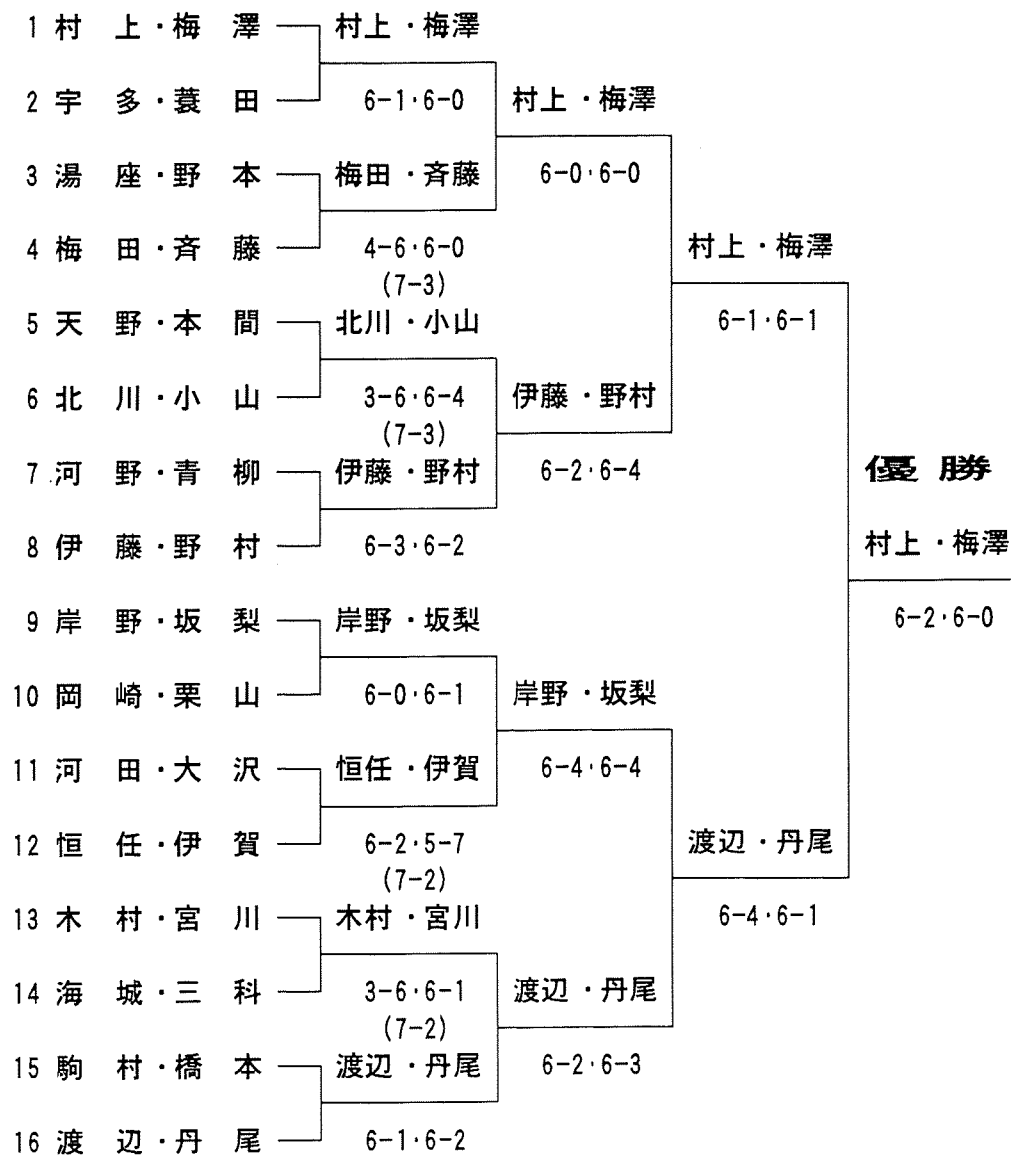 1 村上・梅澤 村上・梅澤
2 宇多・蓑田 6-1・6-0 村上・梅澤
3 湯座・野本 梅田・斉藤 6-0・6-0
4 梅田・斉藤 4-6・6-0 村上・梅澤
(7-3)
5 天野・本間 北川・小山 6-1・6-1
6 北川・小山 3-6・6-4 伊藤・野村
(7-3)
7 河野・青柳 伊藤・野村 6-2・6-4 優勝
8 伊藤・野村 6-3・6-2 村上・梅澤
9 岸野・坂梨 岸野・坂梨 6-2・6-0
10 岡崎・栗山 6-0・6-1 岸野・坂梨
11 河田・大沢 恒任・伊賀 6-4・6-4
12 恒任・伊賀 6-2・5-7 渡辺・丹尾
(7-2)
13 木村・宮川 木村・宮川 6-4・6-1
14 海城・三科 3-6・6-1 渡辺・丹尾
(7-2)
15 駒村・橋本 渡辺・丹尾 6-2・6-3
16 渡辺・丹尾 6-1・6-2